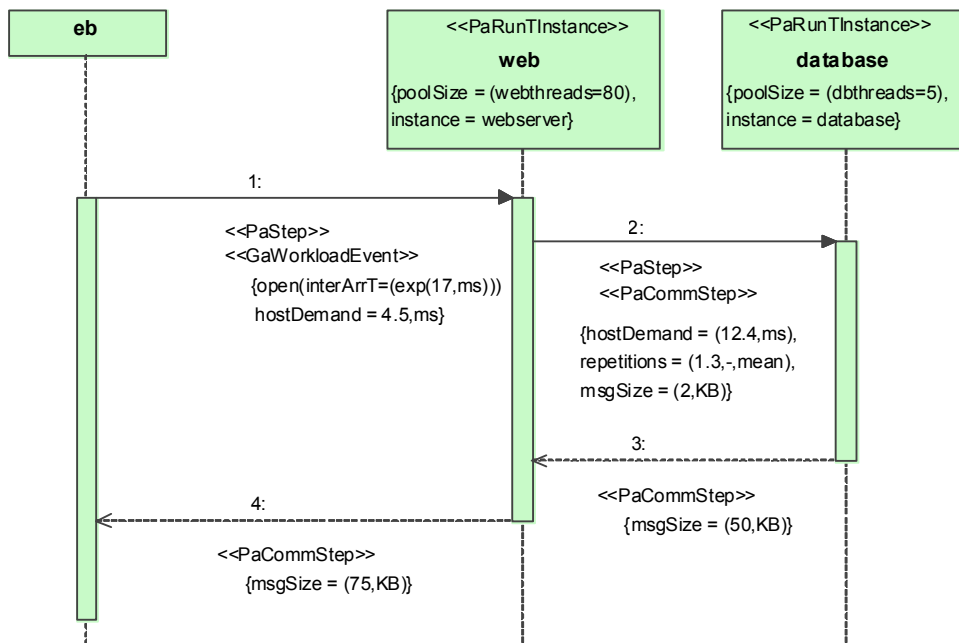 eb
<<PaRunTInstance>>
web
{poolSize = (webthreads=80),
instance = webserver}
<<PaRunTInstance>>
database
{poolSize = (dbthreads=5),
instance = database}
1:
<<PaStep>>
<<GaWorkloadEvent>>
{open(interArrT=(exp(17,ms)))
hostDemand = 4.5,ms}
2:
<<PaStep>>
<<PaCommStep>>
{hostDemand = (12.4,ms),
repetitions = (1.3,-,mean),
msgSize = (2,KB)}
3:
<<PaCommStep>>
{msgSize = (50,KB)}
4:
<<PaCommStep>>
{msgSize = (75,KB)}